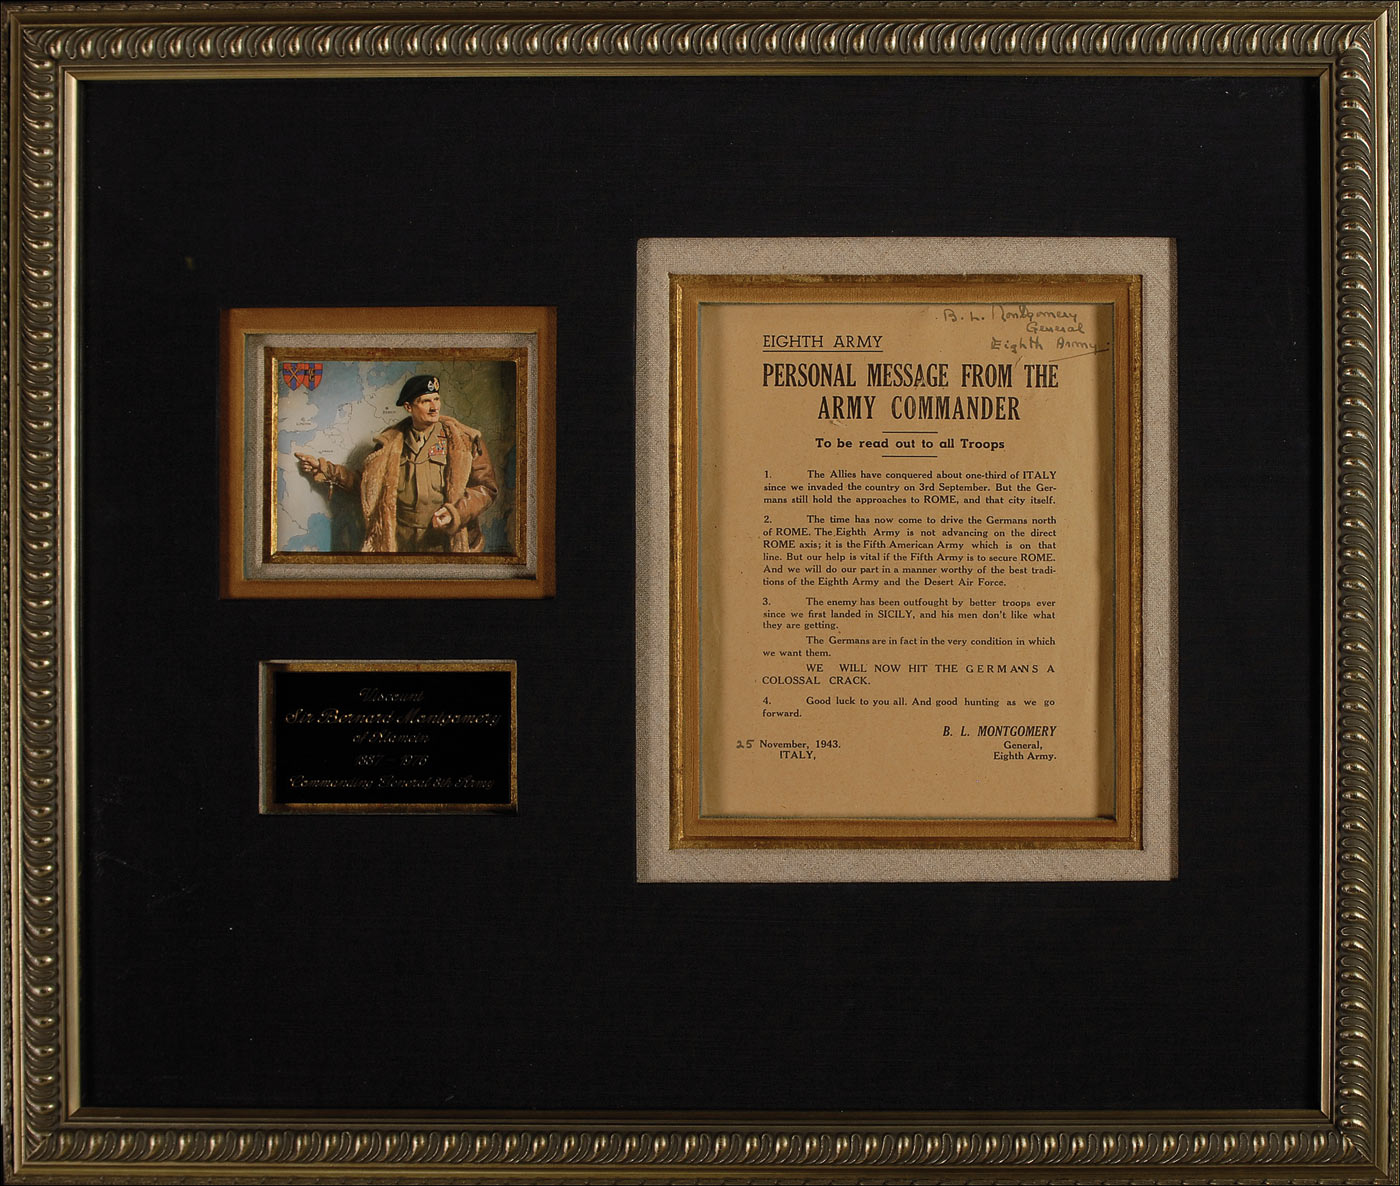 B. L. Montgomery
General
Eighth Army.
EIGHTH ARMY
PERSONAL MESSAGE FROM THE
ARMY COMMANDER
To be read out to all Troops
1. The Allies have conquered about one-third of ITALY
since we invaded the country on 3rd September. But the Ger-
mans still hold the approaches to ROME, and that city itself.
2. The time has now come to drive the Germans north
of ROME. The Eighth Army is not advancing on the direct
ROME axis; it is the Fifth American Army which is on that
line. But our help is vital if the Fifth Army is to secure ROME.
And we will do our part in a manner worthy of the best tradi-
tions of the Eighth Army and the Desert Air Force.
3. The enemy has been outfought by better troops ever
since we first landed in SICILY, and his men don't like what
they are getting.
The Germans are in fact in the very condition in which
we want them.
WE WILL NOW HIT THE GERMANS A
COLOSSAL CRACK.
4. Good luck to you all. And good hunting as we go
forward.
B. L. MONTGOMERY
General,
Eighth Army.
25 November, 1943.
ITALY,
Viscount
Sir Bernard Montgomery
of Alamein
1887 - 1976
Commanding General 8th Army